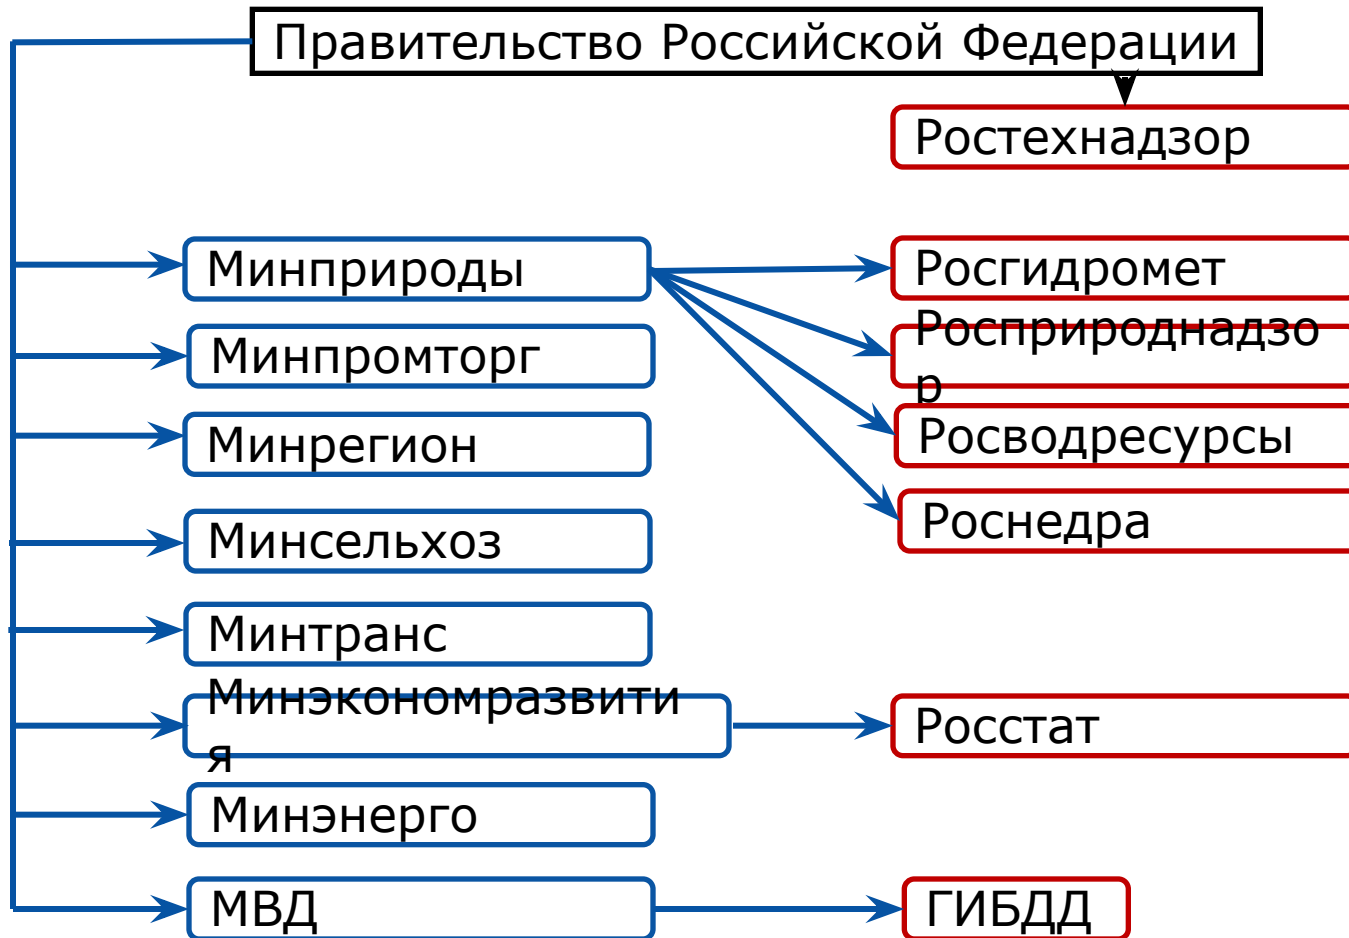 Правительство Российской Федерации
Ростехнадзор
Минприроды
Росгидромет
Минпромторг
Росприроднадзо
р
Минрегион
Росводресурсы
Минсельхоз
Роснедра
Минтранс
Минэкономразвити
я
Росстат
Минэнерго
МВД
ГИБДД